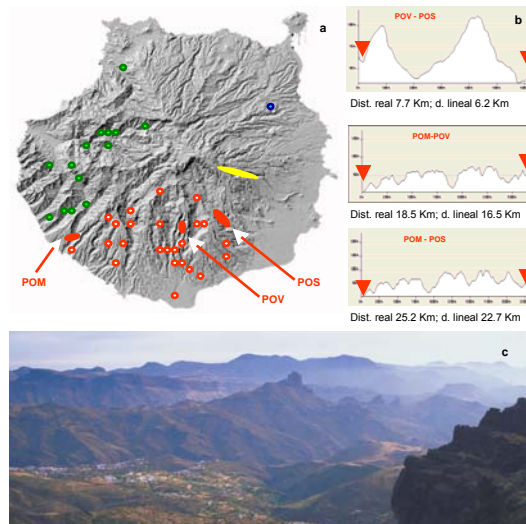 a
POM
POV
POS
b
POV - POS
Dist. real 7.7 Km; d. lineal 6.2 Km
POM-POV
Dist. real 18.5 Km; d. lineal 16.5 Km
POM - POS
Dist. real 25.2 Km; d. lineal 22.7 Km
c